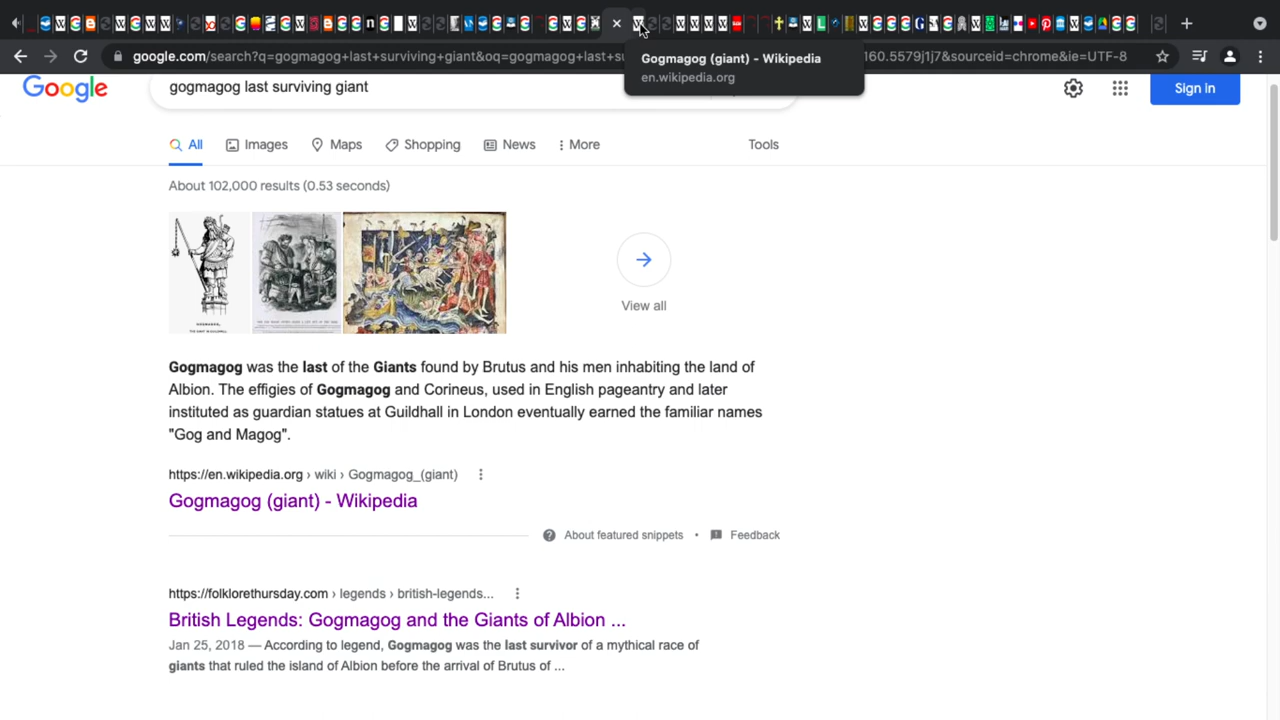 google.com/search?q=gogmagog+last+surviving+giant&oq=gogmagog+last+su
160.5579j1j7&sourceid=chrome&ie=UTF-8
Gogmagog (giant) - Wikipedia
en.wikipedia.org
Google
gogmagog last surviving giant
Sign in
All
Images
Maps
Shopping
News
More
Tools
About 102,000 results (0.53 seconds)
View all
Gogmagog was the last of the Giants found by Brutus and his men inhabiting the land of
Albion. The effigies of Gogmagog and Corineus, used in English pageantry and later
instituted as guardian statues at Guildhall in London eventually earned the familiar names
"Gog and Magog".
https://en.wikipedia.org › wiki › Gogmagog_(giant)
Gogmagog (giant) - Wikipedia
About featured snippets • Feedback
https://folklorethursday.com › legends › british-legends...
British Legends: Gogmagog and the Giants of Albion ...
Jan 25, 2018 — According to legend, Gogmagog was the last survivor of a mythical race of
giants that ruled the island of Albion before the arrival of Brutus of ...